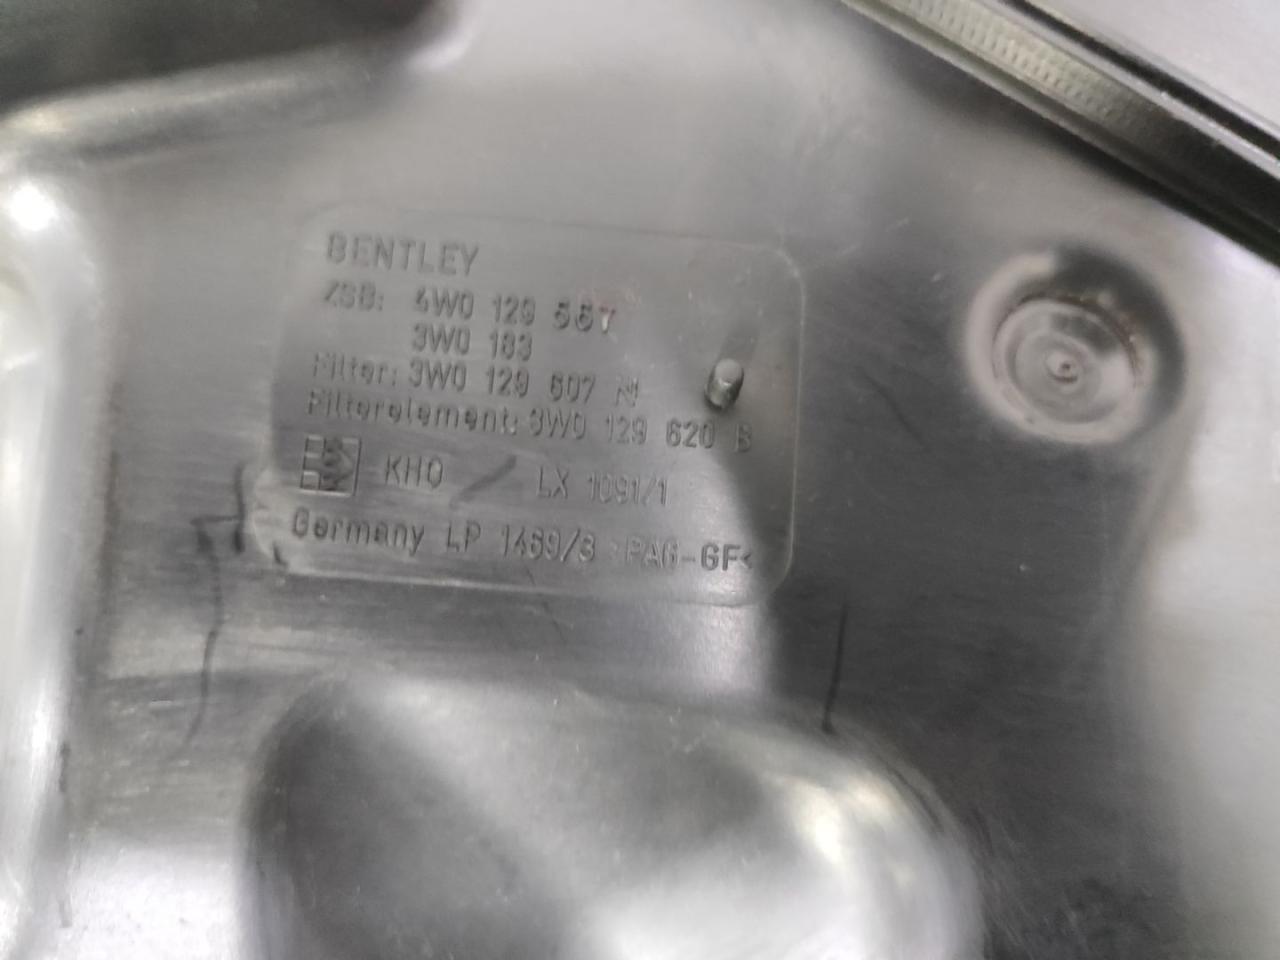 BENTLEY
ZSB: 4W0 129 567
3W0 183
Filter: 3W0 129 607 N
Filterelement: 3W0 129 620 B
KHQ LX 1091/1
Germany LP 1469/3 >PA6-GF<